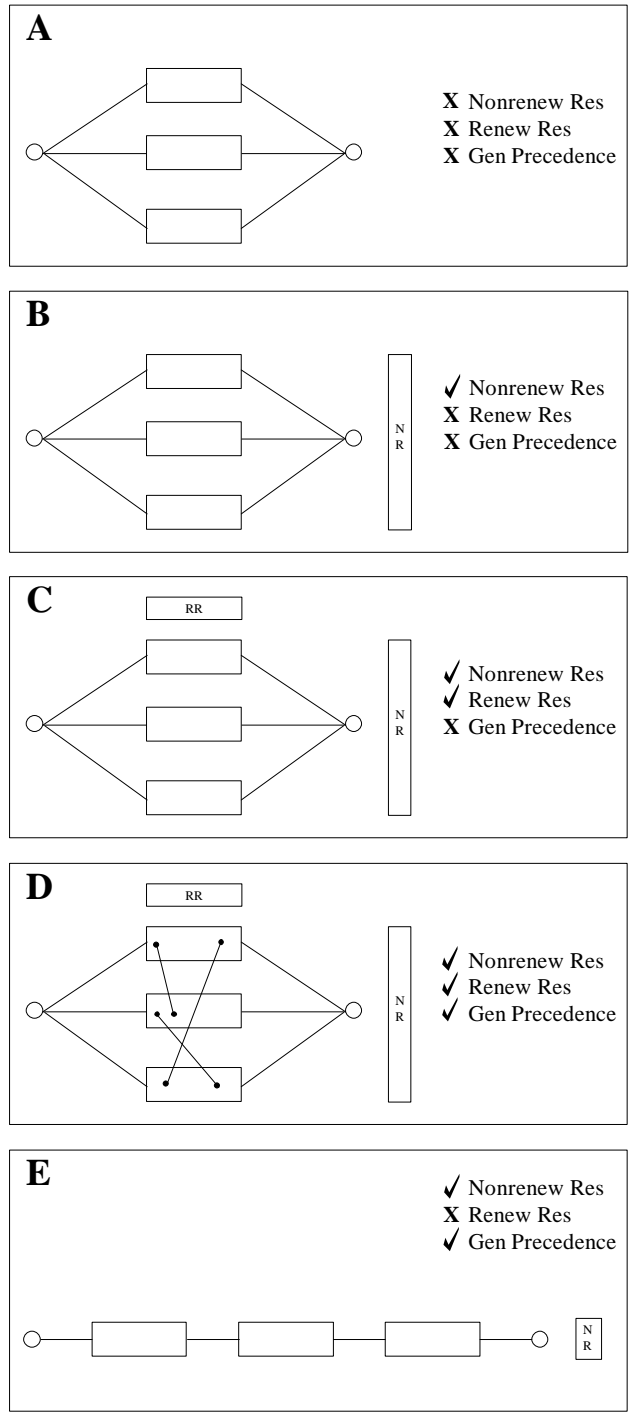 A
X Nonrenew Res
X Renew Res
X Gen Precedence
B
✓ Nonrenew Res
X Renew Res
X Gen Precedence
N
R
C
RR
✓ Nonrenew Res
✓ Renew Res
X Gen Precedence
N
R
D
RR
✓ Nonrenew Res
✓ Renew Res
✓ Gen Precedence
N
R
E
✓ Nonrenew Res
X Renew Res
✓ Gen Precedence
N
R